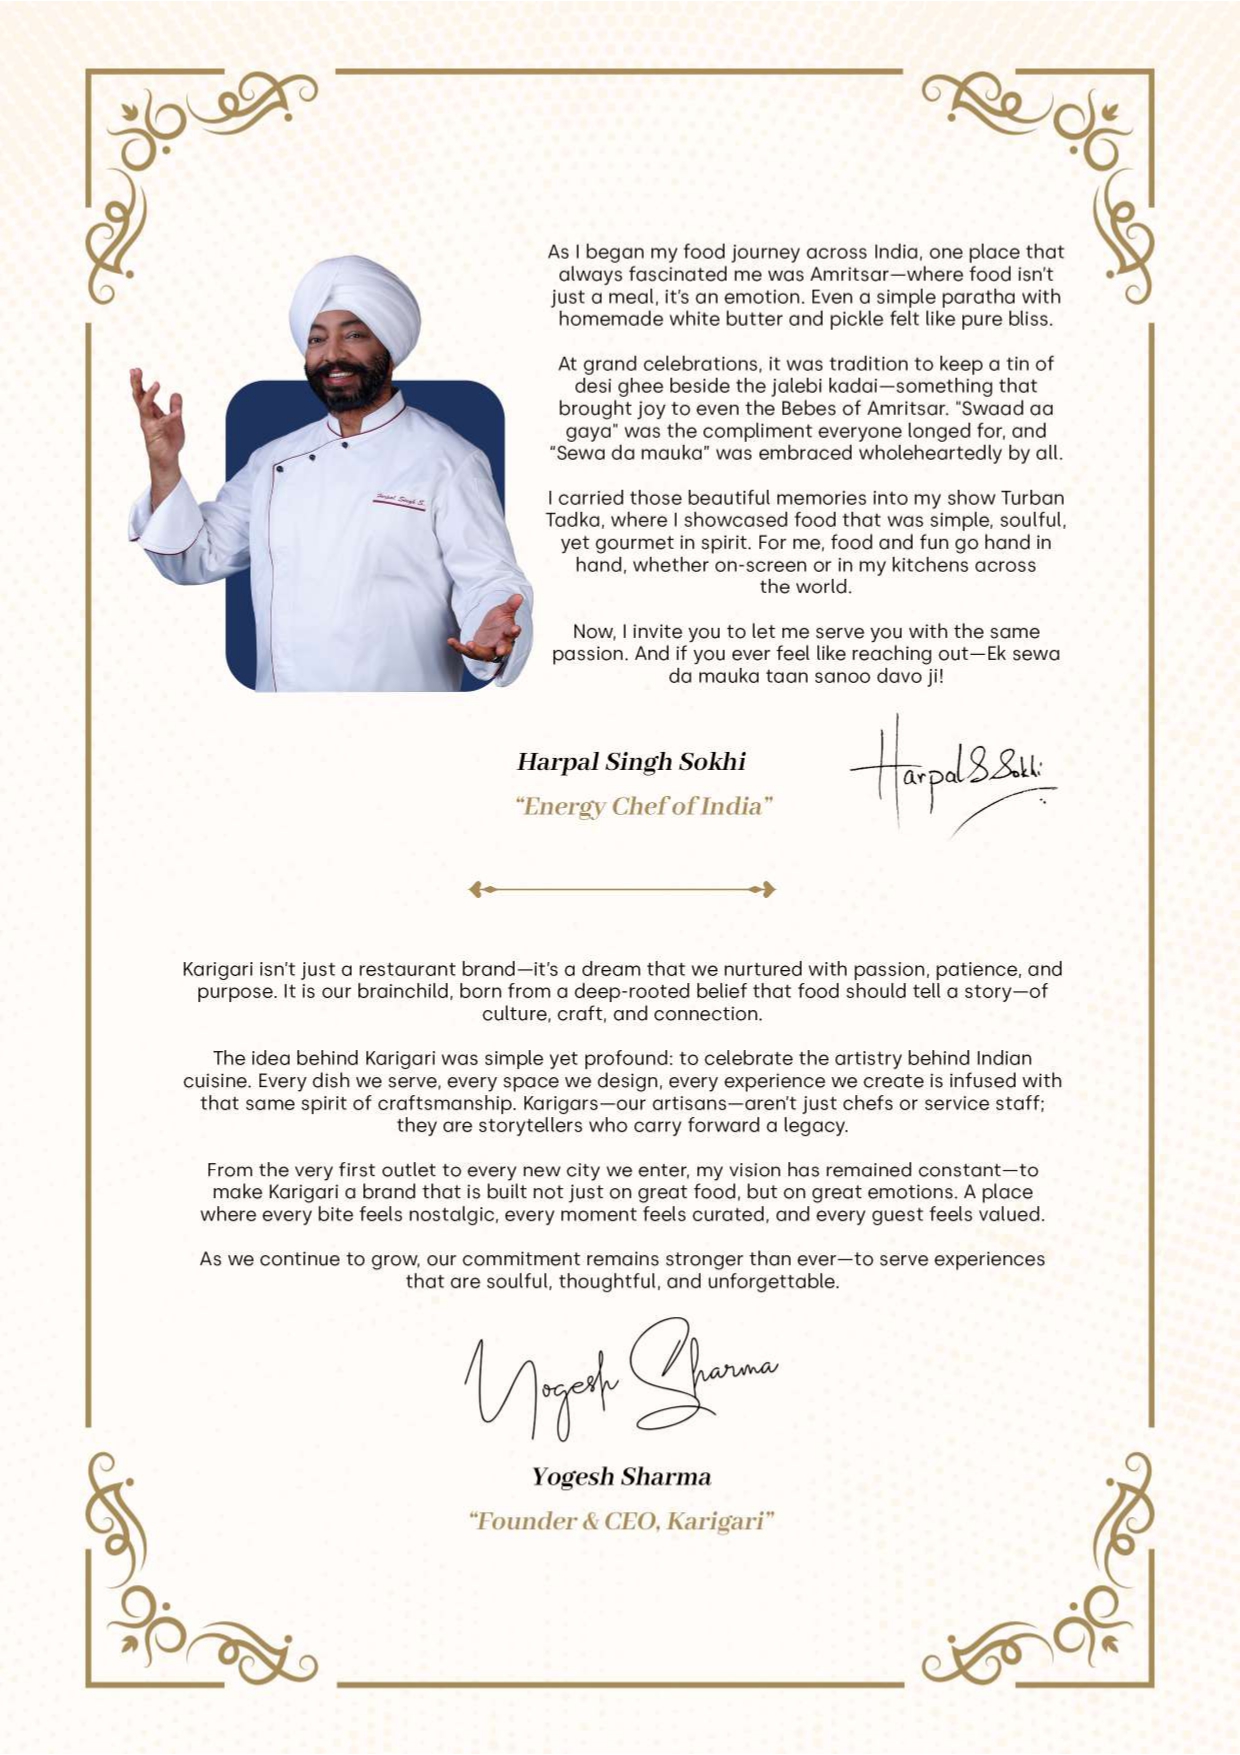 As I began my food journey across India, one place that
always fascinated me was Amritsar—where food isn't
just a meal, it's an emotion. Even a simple paratha with
homemade white butter and pickle felt like pure bliss.
At grand celebrations, it was tradition to keep a tin of
desi ghee beside the jalebi kadai—something that
brought joy to even the Bebes of Amritsar. "Swaad aa
gaya" was the compliment everyone longed for, and
"Sewa da mauka" was embraced wholeheartedly by all.
Harpal Singh S.
I carried those beautiful memories into my show Turban
Tadka, where I showcased food that was simple, soulful,
yet gourmet in spirit. For me, food and fun go hand in
hand, whether on-screen or in my kitchens across
the world.
Now, I invite you to let me serve you with the same
passion. And if you ever feel like reaching out—Ek sewa
da mauka taan sanoo davo ji!
Harpal Singh Sokhi
Harpal S Sokhi
“Energy Chef of India”
Karigari isn't just a restaurant brand—it's a dream that we nurtured with passion, patience, and
purpose. It is our brainchild, born from a deep-rooted belief that food should tell a story—of
culture, craft, and connection.
The idea behind Karigari was simple yet profound: to celebrate the artistry behind Indian
cuisine. Every dish we serve, every space we design, every experience we create is infused with
that same spirit of craftsmanship. Karigars—our artisans—aren't just chefs or service staff;
they are storytellers who carry forward a legacy.
From the very first outlet to every new city we enter, my vision has remained constant—to
make Karigari a brand that is built not just on great food, but on great emotions. A place
where every bite feels nostalgic, every moment feels curated, and every guest feels valued.
As we continue to grow, our commitment remains stronger than ever—to serve experiences
that are soulful, thoughtful, and unforgettable.
Yogesh Sharma
Yogesh Sharma
“Founder & CEO, Karigari”